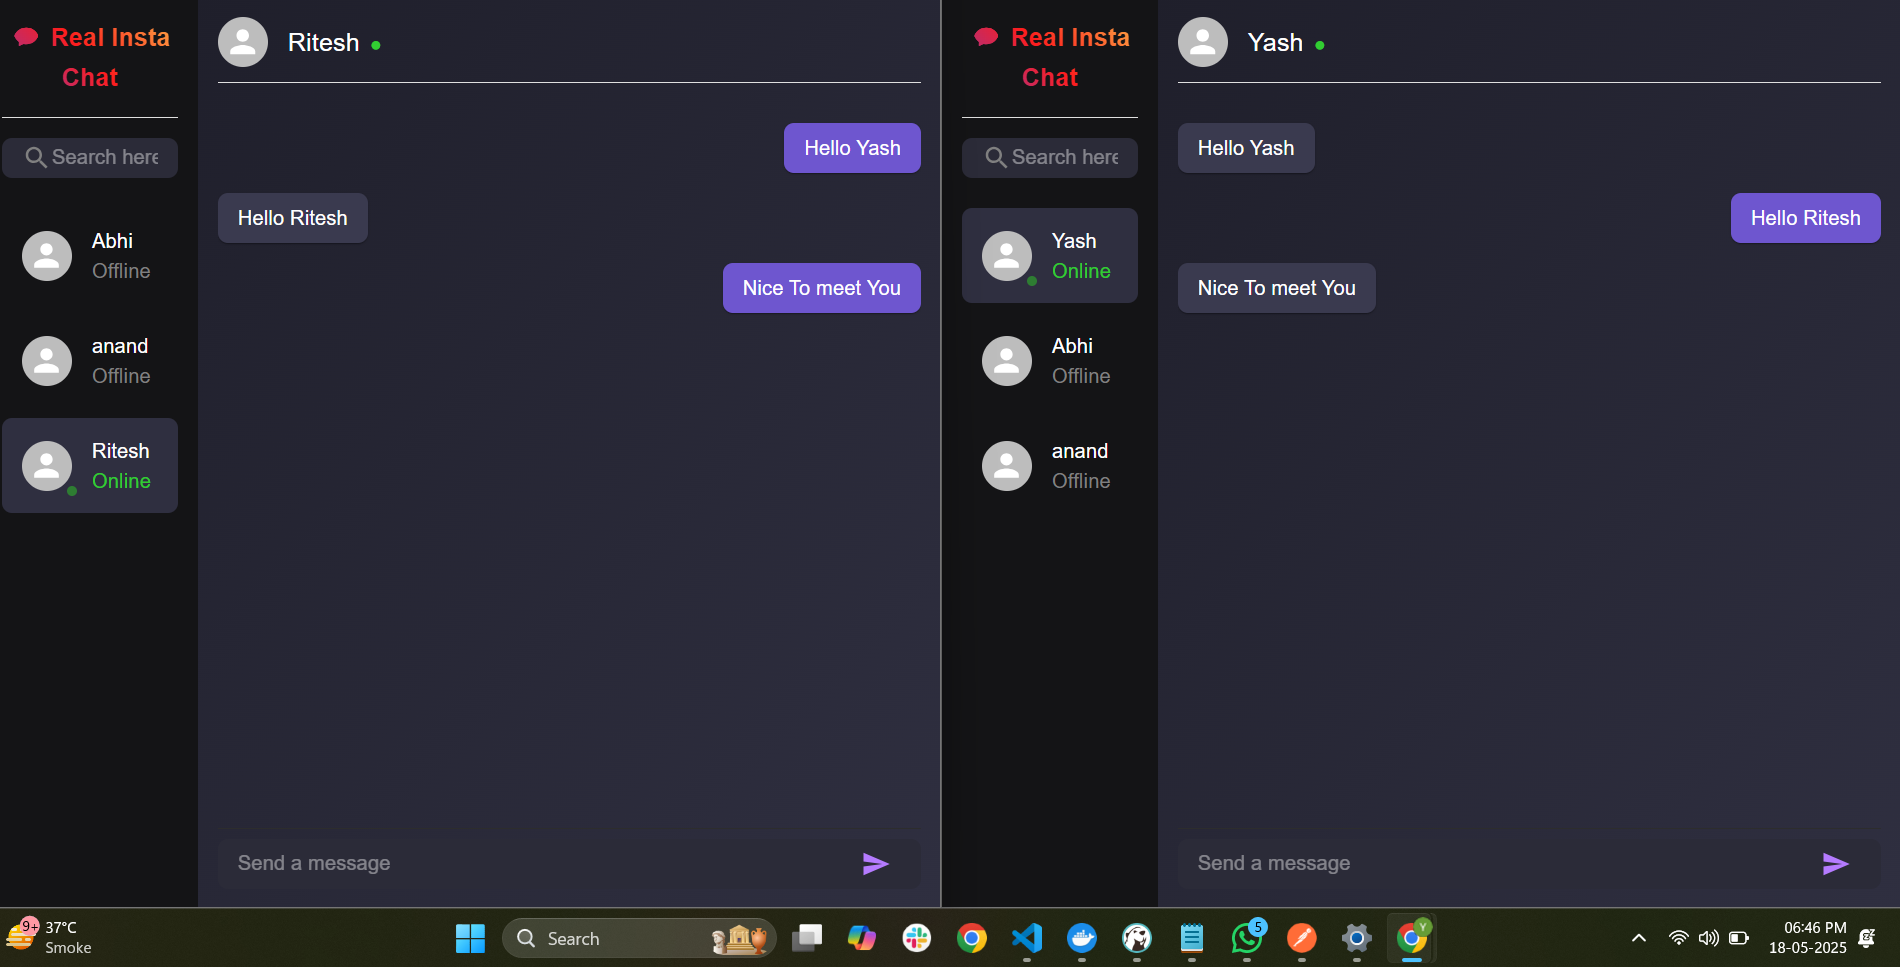 Real Insta
Chat
Search here
Abhi
Offline
anand
Offline
Ritesh
Online
Ritesh
Hello Yash
Hello Ritesh
Nice To meet You
Send a message
Real Insta
Chat
Search here
Yash
Online
Abhi
Offline
anand
Offline
Yash
Hello Yash
Hello Ritesh
Nice To meet You
Send a message
9+
37°C
Smoke
Search
5
Y
06:46 PM
18-05-2025